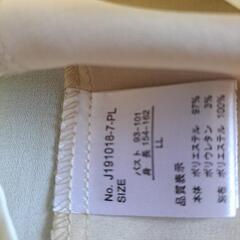 No. J191018-7-PL
SIZE
バスト 93-101
身長 154-162
LL
品質表示
本体 ポリエステル 97%
ポリウレタン 3%
別布 ポリエステル 100%